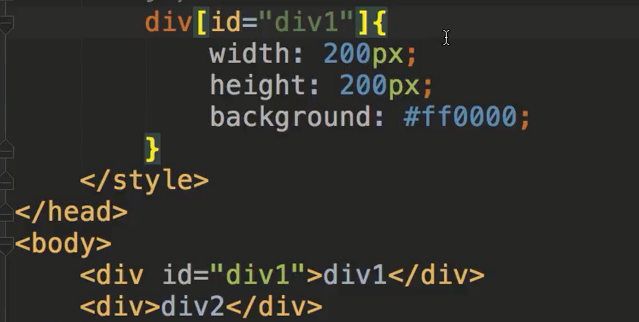 div[id="div1"]{
width: 200px;
height: 200px;
background: #ff0000;
}
</style>
</head>
<body>
<div id="div1">div1</div>
<div>div2</div>